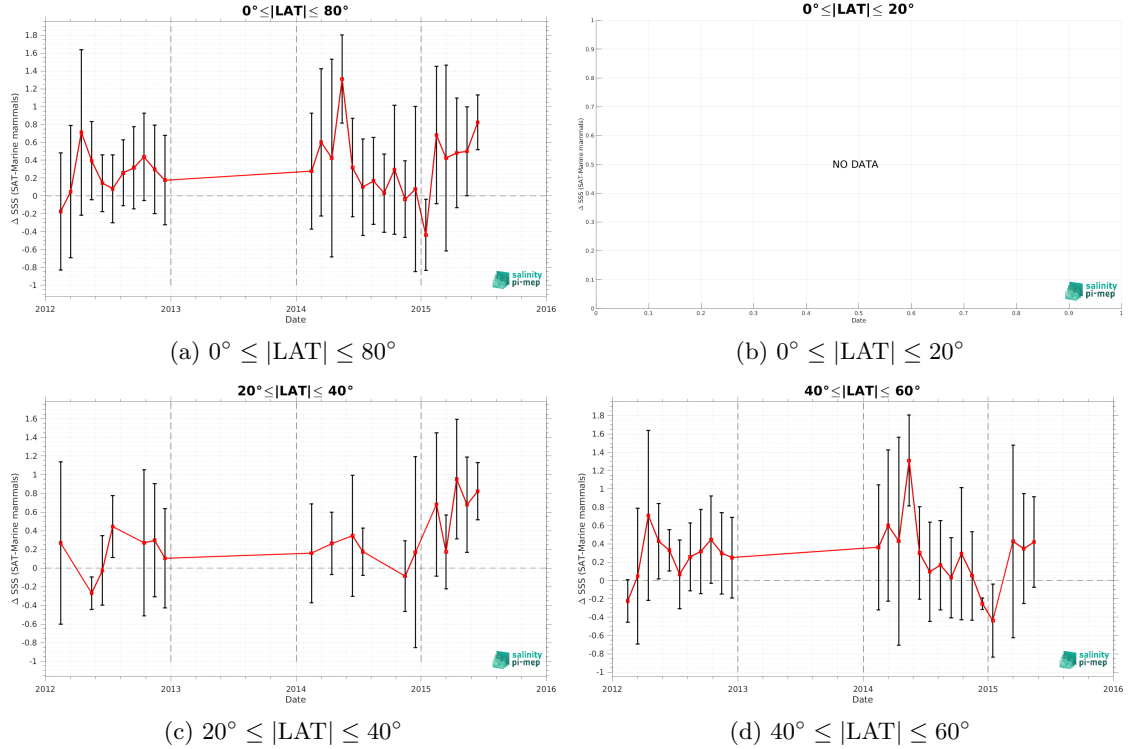 0°≤|LAT|≤ 80°
Δ SSS (SAT-Marine mammals)
1.8
1.6
1.4
1.2
1
0.8
0.6
0.4
0.2
0
-0.2
-0.4
-0.6
-0.8
-1
2012 2013 2014 2015 2016
Date
salinity
pi-mep
(a) 0° ≤ |LAT| ≤ 80°
0°≤|LAT|≤ 20°
Δ SSS (SAT-Marine mammals)
1
0.9
0.8
0.7
0.6
0.5
0.4
0.3
0.2
0.1
0
NO DATA
0 0.1 0.2 0.3 0.4 0.5 0.6 0.7 0.8 0.9 1
Date
salinity
pi-mep
(b) 0° ≤ |LAT| ≤ 20°
20°≤|LAT|≤ 40°
Δ SSS (SAT-Marine mammals)
1.6
1.4
1.2
1
0.8
0.6
0.4
0.2
0
-0.2
-0.4
-0.6
-0.8
-1
2012 2013 2014 2015 2016
Date
salinity
pi-mep
(c) 20° ≤ |LAT| ≤ 40°
40°≤|LAT|≤ 60°
Δ SSS (SAT-Marine mammals)
1.8
1.6
1.4
1.2
1
0.8
0.6
0.4
0.2
0
-0.2
-0.4
-0.6
-0.8
-1
2012 2013 2014 2015 2016
Date
salinity
pi-mep
(d) 40° ≤ |LAT| ≤ 60°